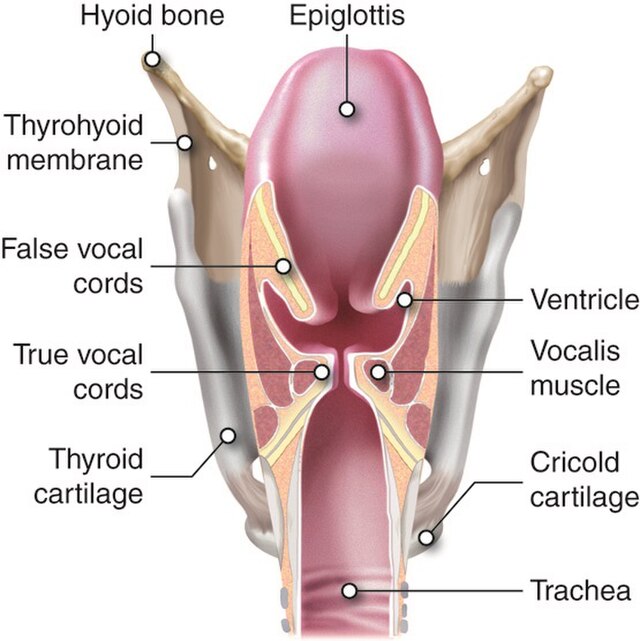 Hyoid bone
Epiglottis
Thyrohyoid
membrane
False vocal
cords
Ventricle
True vocal
cords
Vocalis
muscle
Thyroid
cartilage
Cricold
cartilage
Trachea